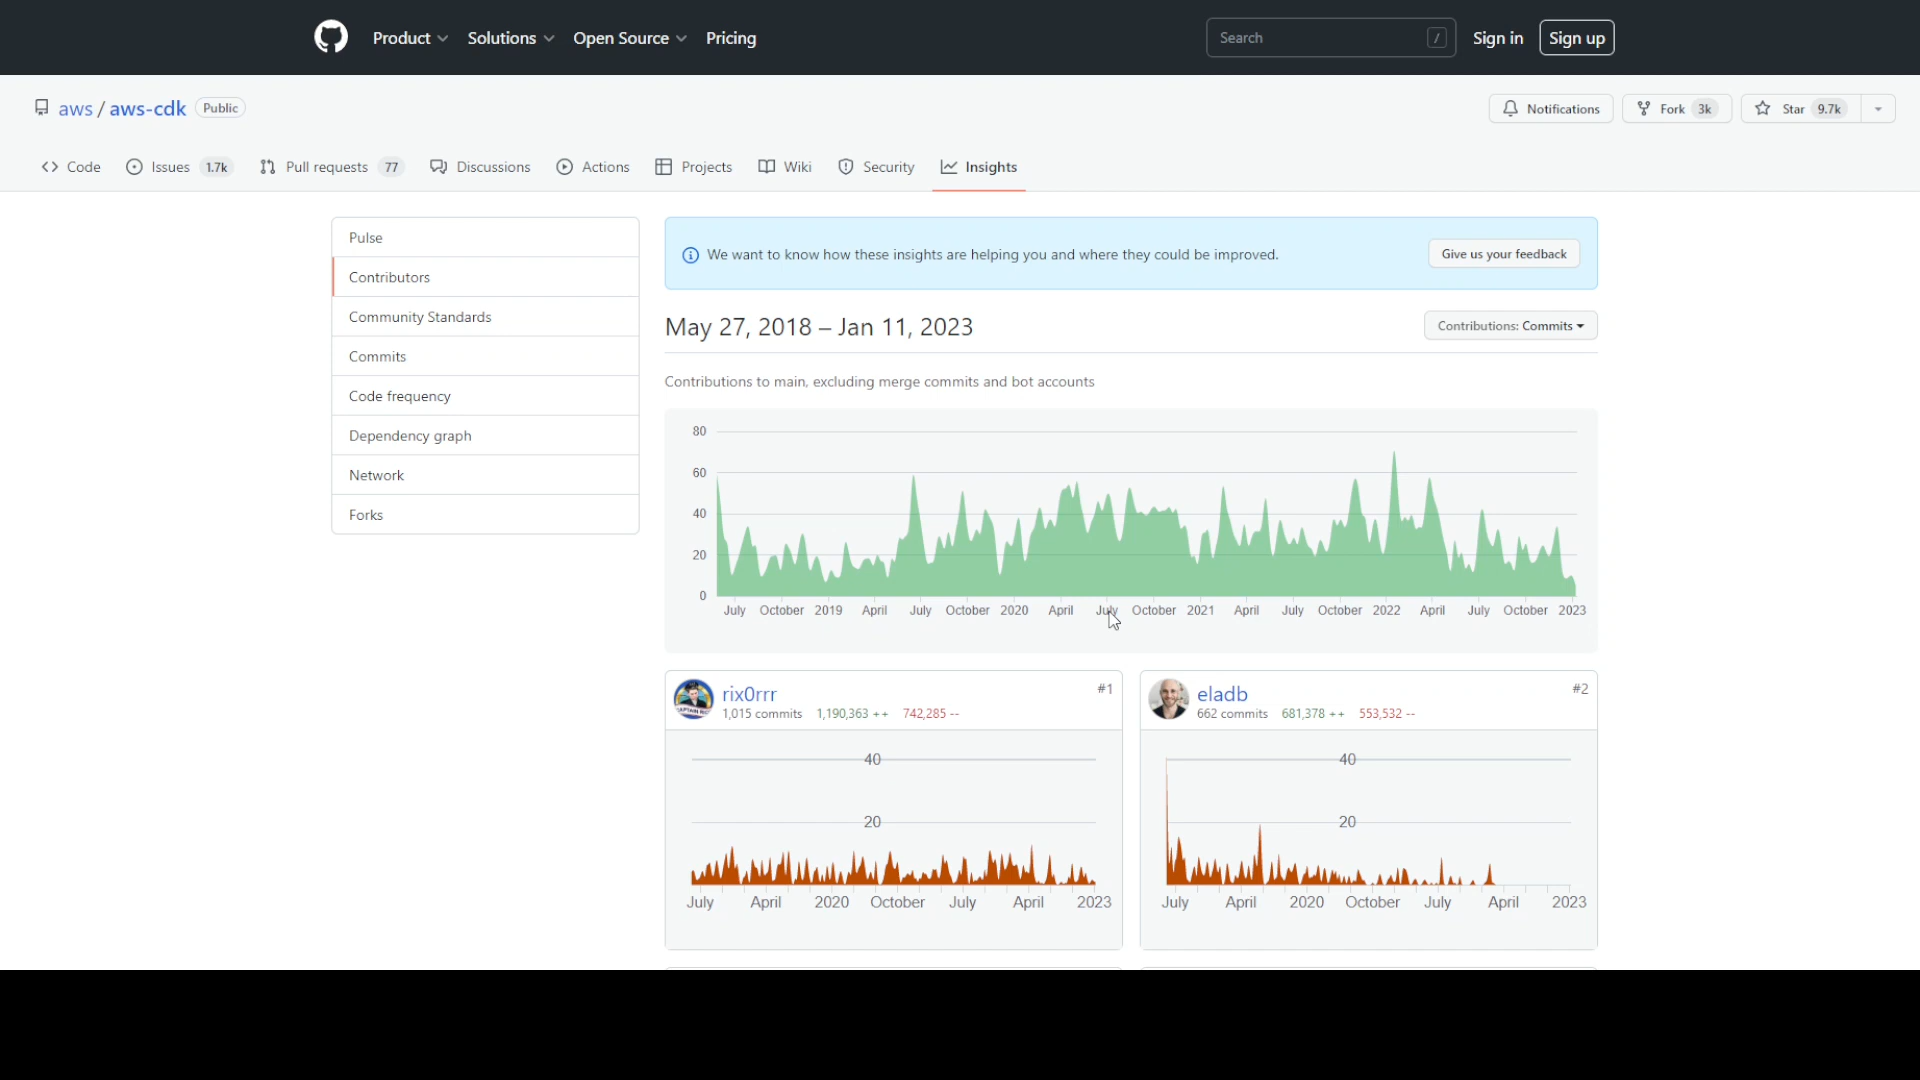 Product Solutions Open Source Pricing Search / Sign in Sign up
aws / aws-cdk Public Notifications Fork 3k Star 9.7k
Code Issues 1.7k Pull requests 77 Discussions Actions Projects Wiki Security Insights
Pulse
Contributors
Community Standards
Commits
Code frequency
Dependency graph
Network
Forks
We want to know how these insights are helping you and where they could be improved. Give us your feedback
May 27, 2018 – Jan 11, 2023 Contributions: Commits
Contributions to main, excluding merge commits and bot accounts
80
60
40
20
0
July October 2019 April July October 2020 April July October 2021 April July October 2022 April July October 2023
rix0rrr #1
1,015 commits 1,190,363 ++ 742,285 --
40
20
July April 2020 October July April 2023
eladb #2
662 commits 681,378 ++ 553,532 --
40
20
July April 2020 October July April 2023